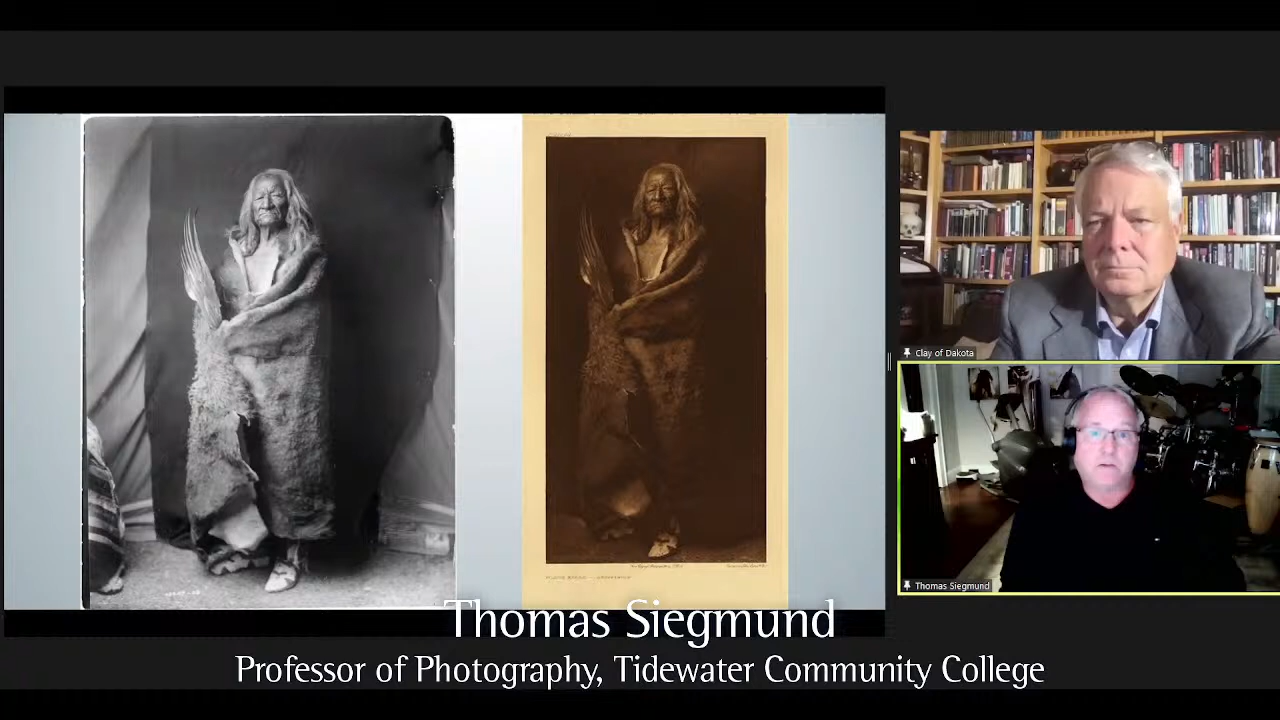 Clay of Dakota
Thomas Siegmund
Thomas Siegmund
Professor of Photography, Tidewater Community College